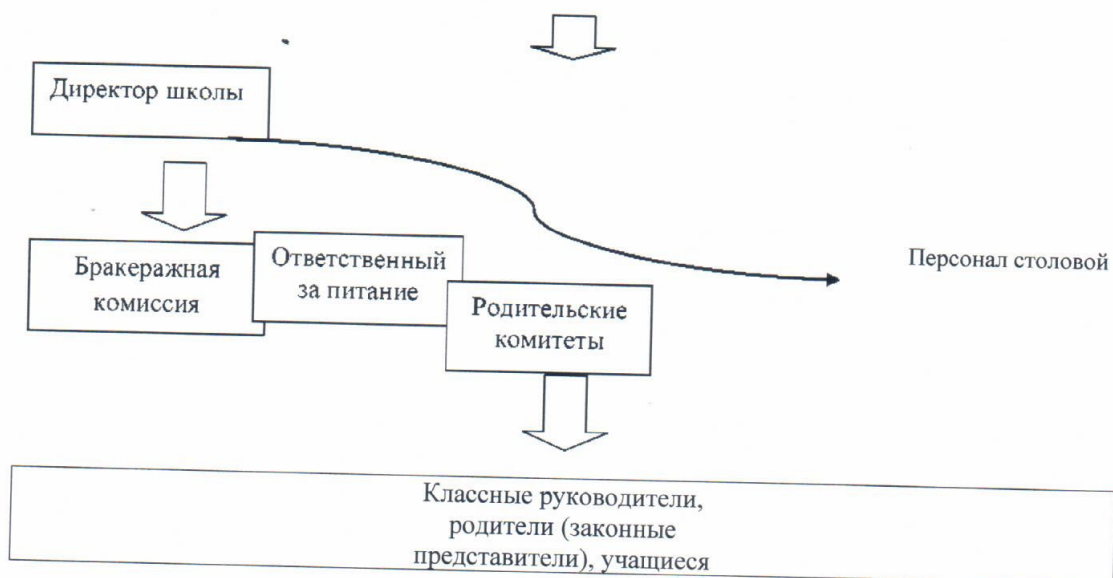 Директор школы
Бракеражная
комиссия
Ответственный
за питание
Родительские
комитеты
Персонал столовой
Классные руководители,
родители (законные
представители), учащиеся